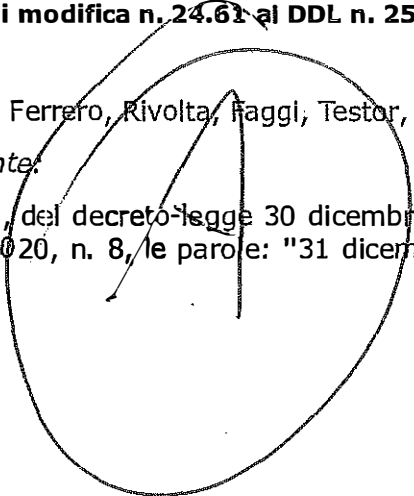 i modifica n. 24.61 al DDL n. 25
Ferrero, Rivolta, Faggi, Testor,
nte:
, del decreto-legge 30 dicembr
020, n. 8, le parole: "31 dicem
A